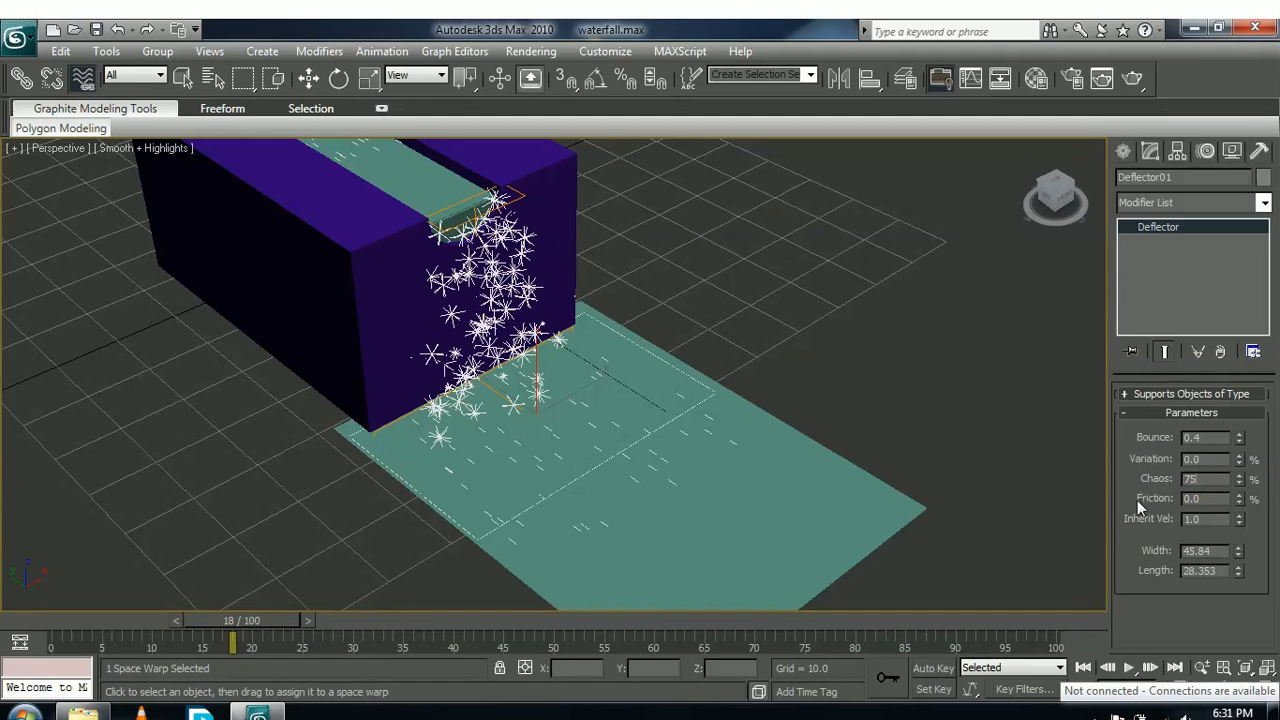 Autodesk 3ds Max 2010 waterfall.max
Type a keyword or phrase
Edit Tools Group Views Create Modifiers Animation Graph Editors Rendering Customize MAXScript Help
All
View
Create Selection Se
Graphite Modeling Tools Freeform Selection
Polygon Modeling
[ + ] [ Perspective ] [ Smooth + Highlights ]
Deflector01
Modifier List
Deflector
+ Supports Objects of Type
- Parameters
Bounce: 0.4
Variation: 0.0 %
Chaos: 75 %
Friction: 0.0 %
Inherit Vel: 1.0
Width: 45.84
Length: 28.353
< 18 / 100 >
0 5 10 15 20 25 30 35 40 45 50 55 60 65 70 75 80 85 90 95 100
1 Space Warp Selected X: Y: Z: Grid = 10.0 Auto Key Selected
Welcome to M
Click to select an object, then drag to assign it to a space warp Add Time Tag Set Key Key Filters...
Not connected - Connections are available
6:31 PM